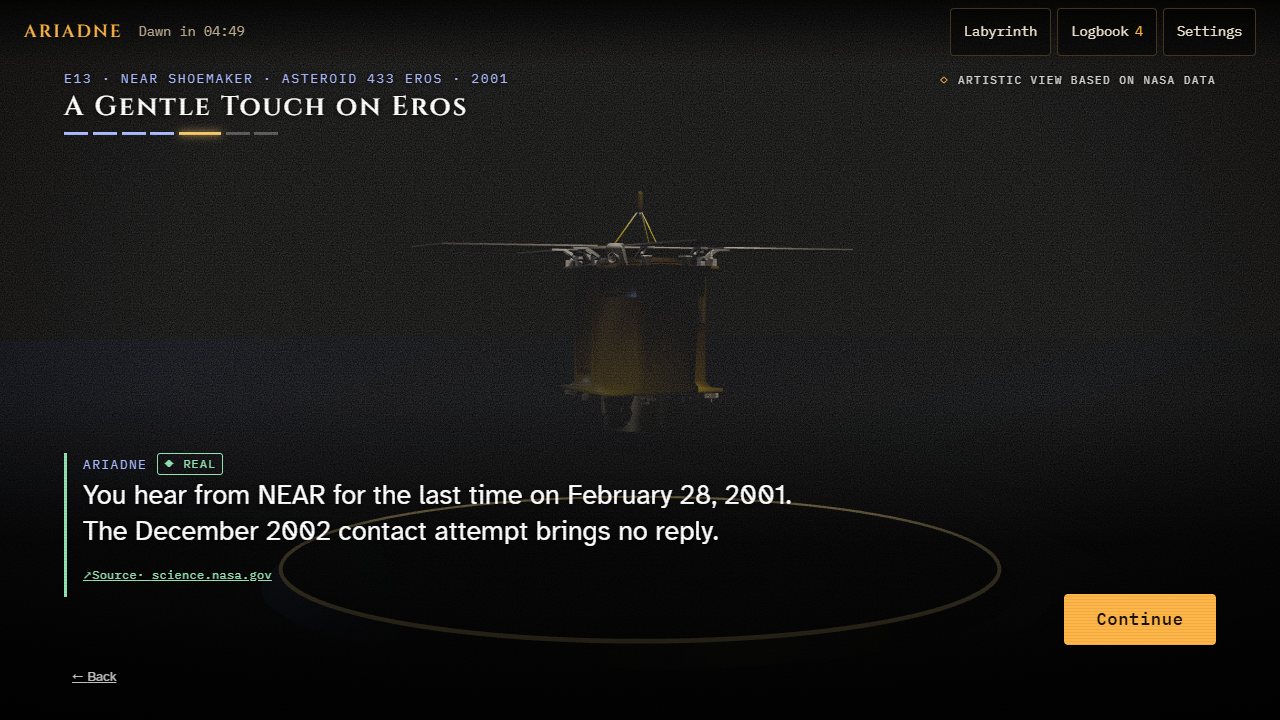 ARIADNE Dawn in 04:49 Labyrinth Logbook 4 Settings
E13 · NEAR SHOEMAKER · ASTEROID 433 EROS · 2001
◇ ARTISTIC VIEW BASED ON NASA DATA
A Gentle Touch on Eros
ARIADNE ◆ REAL
You hear from NEAR for the last time on February 28, 2001.
The December 2002 contact attempt brings no reply.
↗Source· science.nasa.gov
Continue
← Back